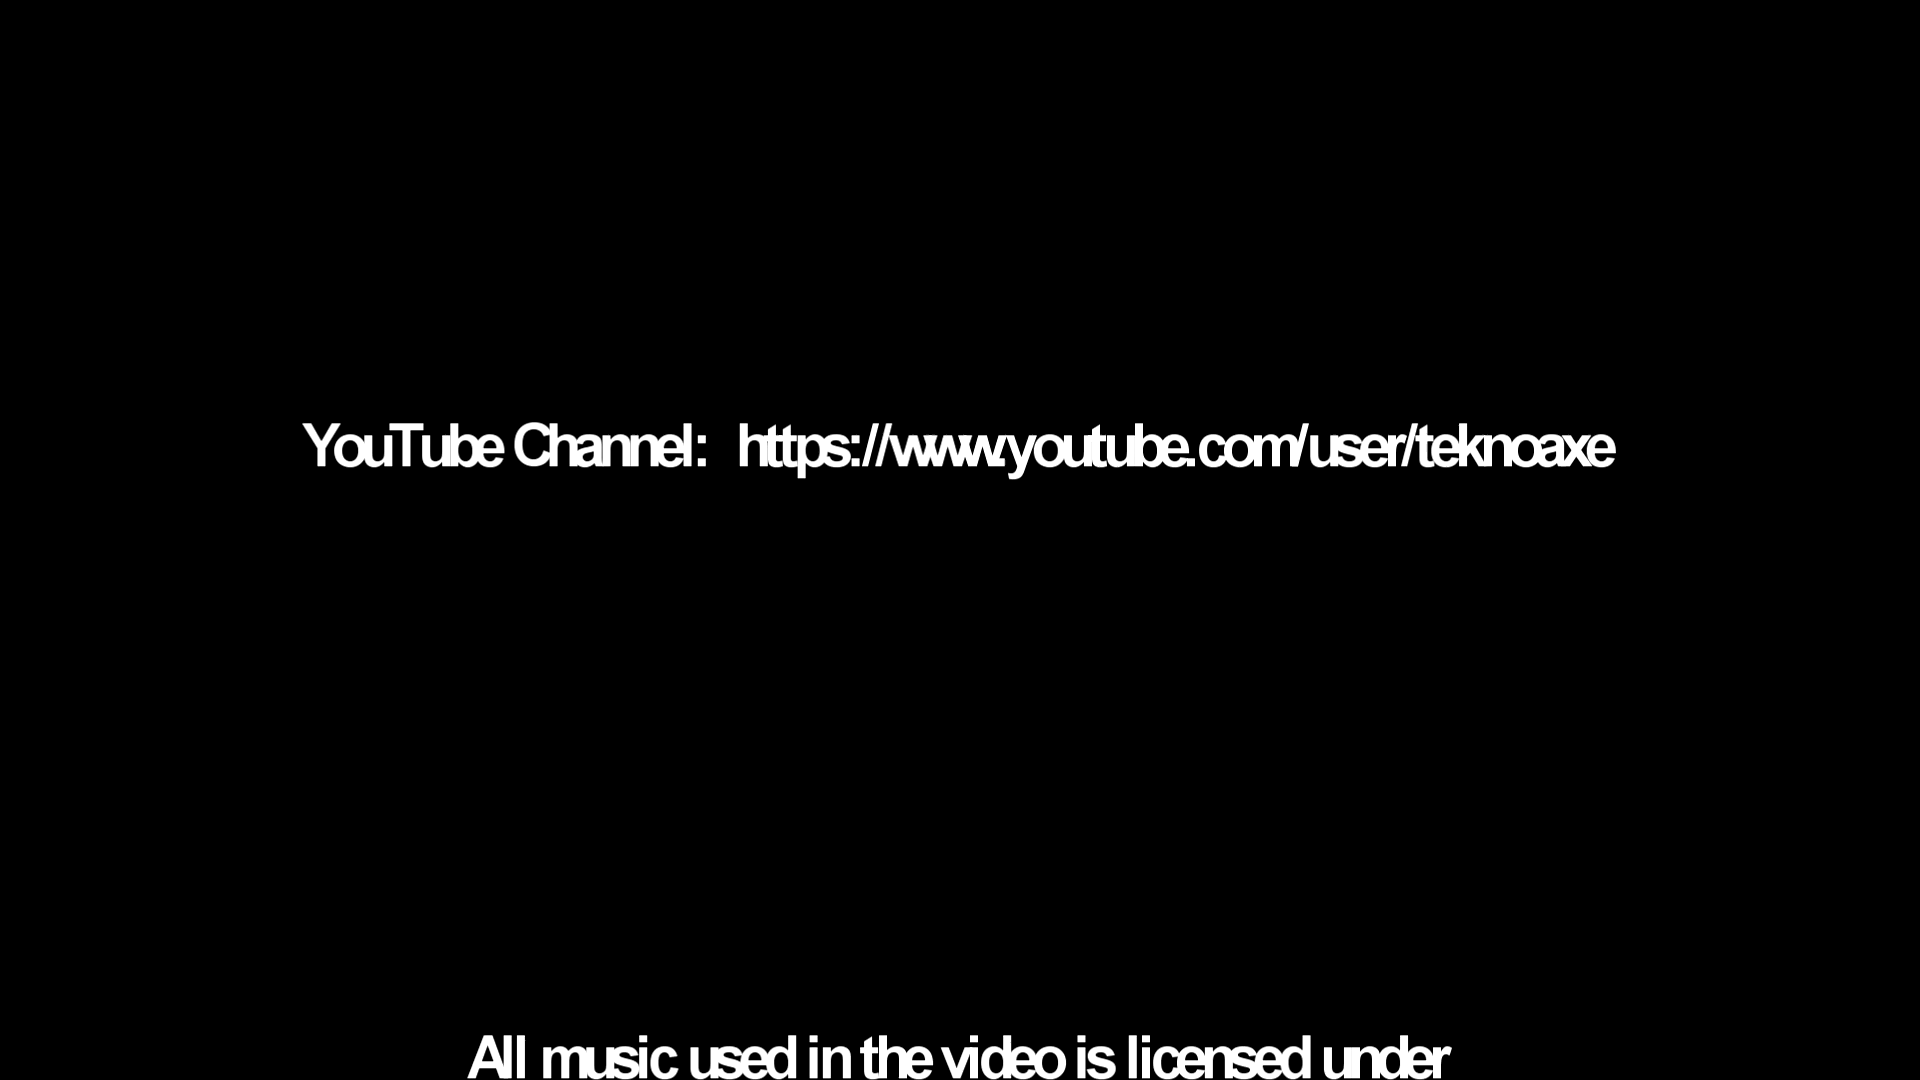 YouTube Channel: https://www.youtube.com/user/teknoaxe
All music used in the video is licensed under